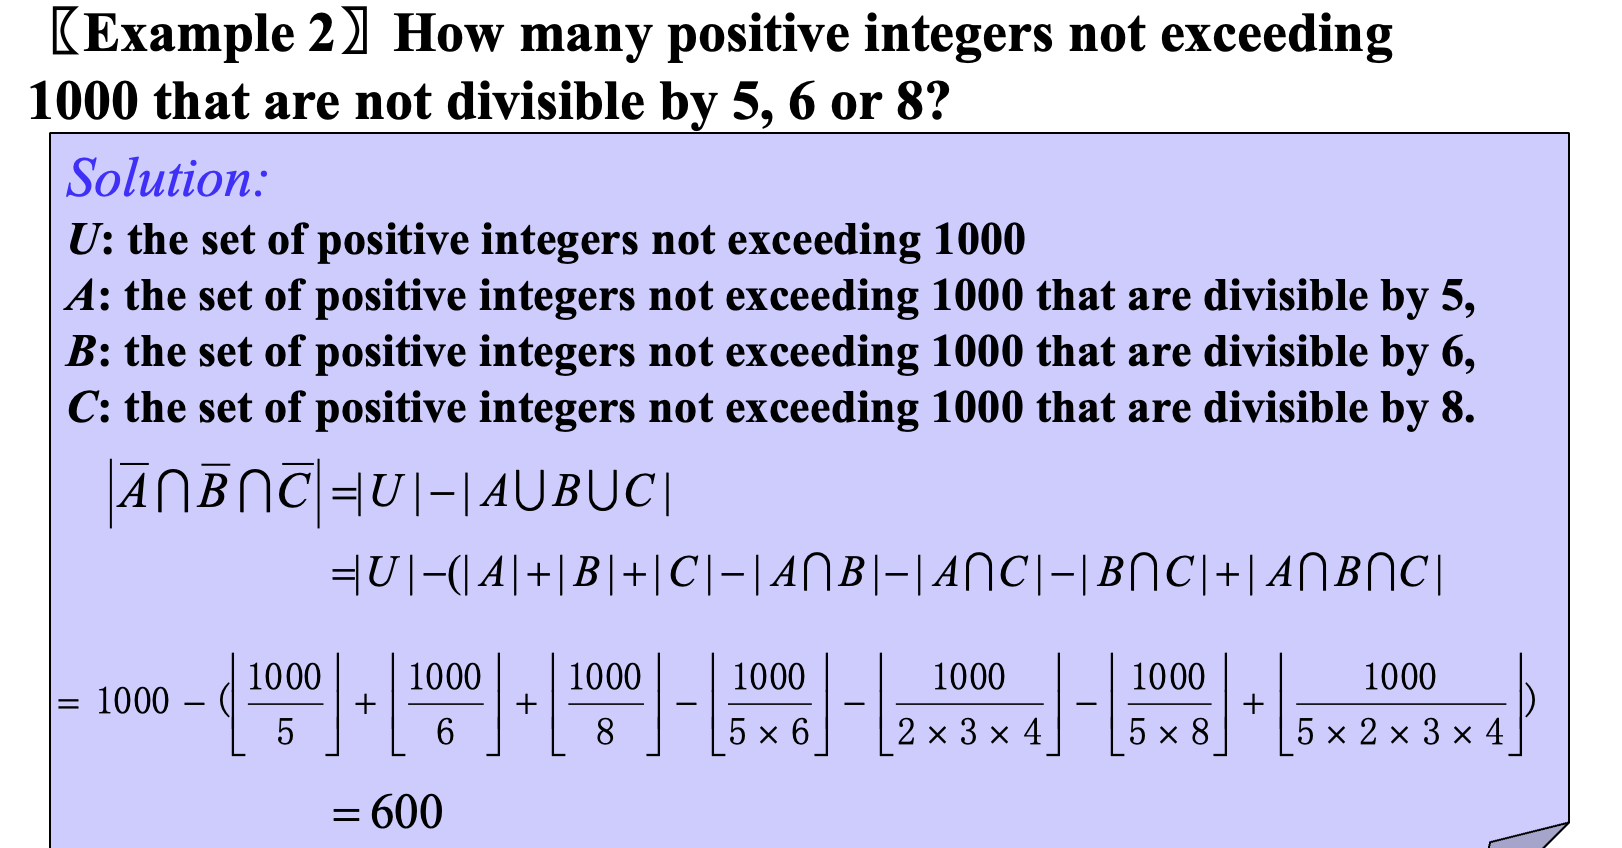 〖Example 2〗How many positive integers not exceeding
1000 that are not divisible by 5, 6 or 8?
Solution:
U: the set of positive integers not exceeding 1000
A: the set of positive integers not exceeding 1000 that are divisible by 5,
B: the set of positive integers not exceeding 1000 that are divisible by 6,
C: the set of positive integers not exceeding 1000 that are divisible by 8.
|A̅∩B̅∩C̅|=|U|−|A∪B∪C|
=|U|−(|A|+|B|+|C|−|A∩B|−|A∩C|−|B∩C|+|A∩B∩C|
= 1000 − (⌊1000/5⌋ + ⌊1000/6⌋ + ⌊1000/8⌋ − ⌊1000/5 × 6⌋ − ⌊1000/2 × 3 × 4⌋ − ⌊1000/5 × 8⌋ + ⌊1000/5 × 2 × 3 × 4⌋)
= 600